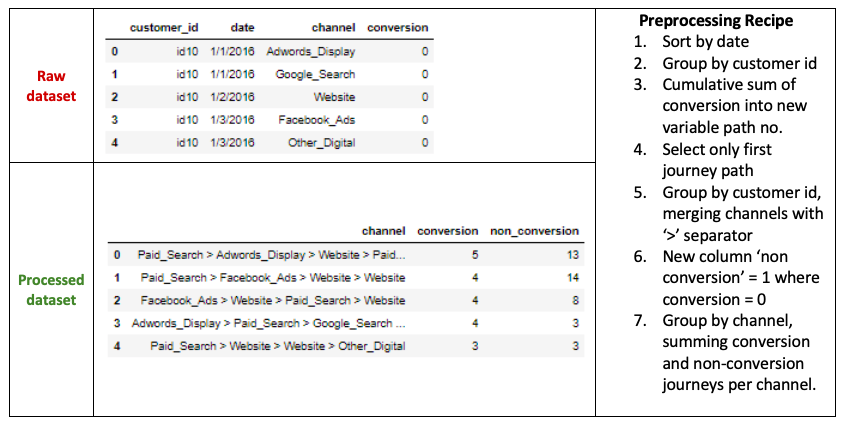 Raw
dataset
customer_id date channel conversion
0 id10 1/1/2016 Adwords_Display 0
1 id10 1/1/2016 Google_Search 0
2 id10 1/2/2016 Website 0
3 id10 1/3/2016 Facebook_Ads 0
4 id10 1/3/2016 Other_Digital 0
Processed
dataset
channel conversion non_conversion
0 Paid_Search > Adwords_Display > Website > Paid... 5 13
1 Paid_Search > Facebook_Ads > Website > Website 4 14
2 Facebook_Ads > Website > Paid_Search > Website 4 8
3 Adwords_Display > Paid_Search > Google_Search ... 4 3
4 Paid_Search > Website > Website > Other_Digital 3 3
Preprocessing Recipe
1. Sort by date
2. Group by customer id
3. Cumulative sum of
conversion into new
variable path no.
4. Select only first
journey path
5. Group by customer id,
merging channels with
‘>’ separator
6. New column ‘non
conversion’ = 1 where
conversion = 0
7. Group by channel,
summing conversion
and non-conversion
journeys per channel.